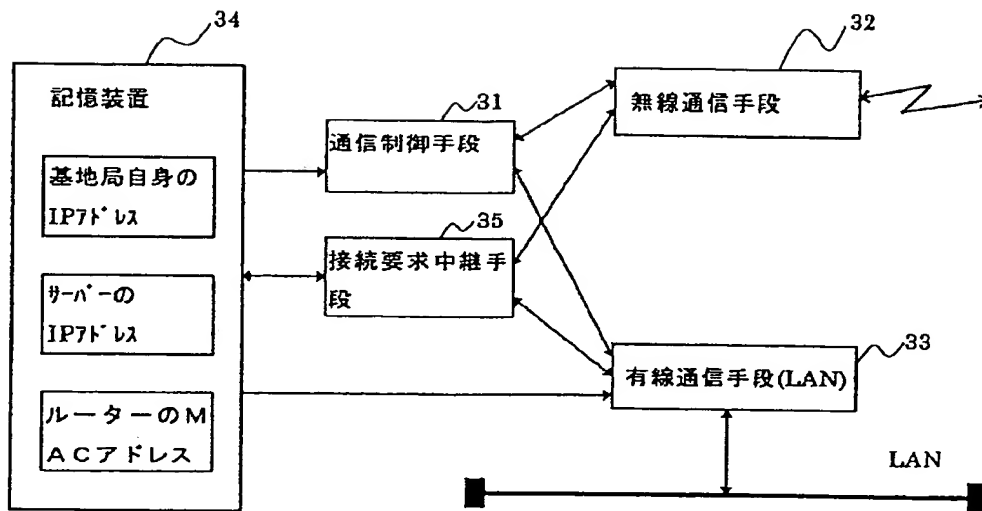 34
記憶装置
基地局自身の
IPｱﾄﾞﾚｽ
ｻｰﾊﾞｰの
IPｱﾄﾞﾚｽ
ルーターのM
ACアドレス
31
通信制御手段
35
接続要求中継手
段
32
無線通信手段
33
有線通信手段(LAN)
LAN